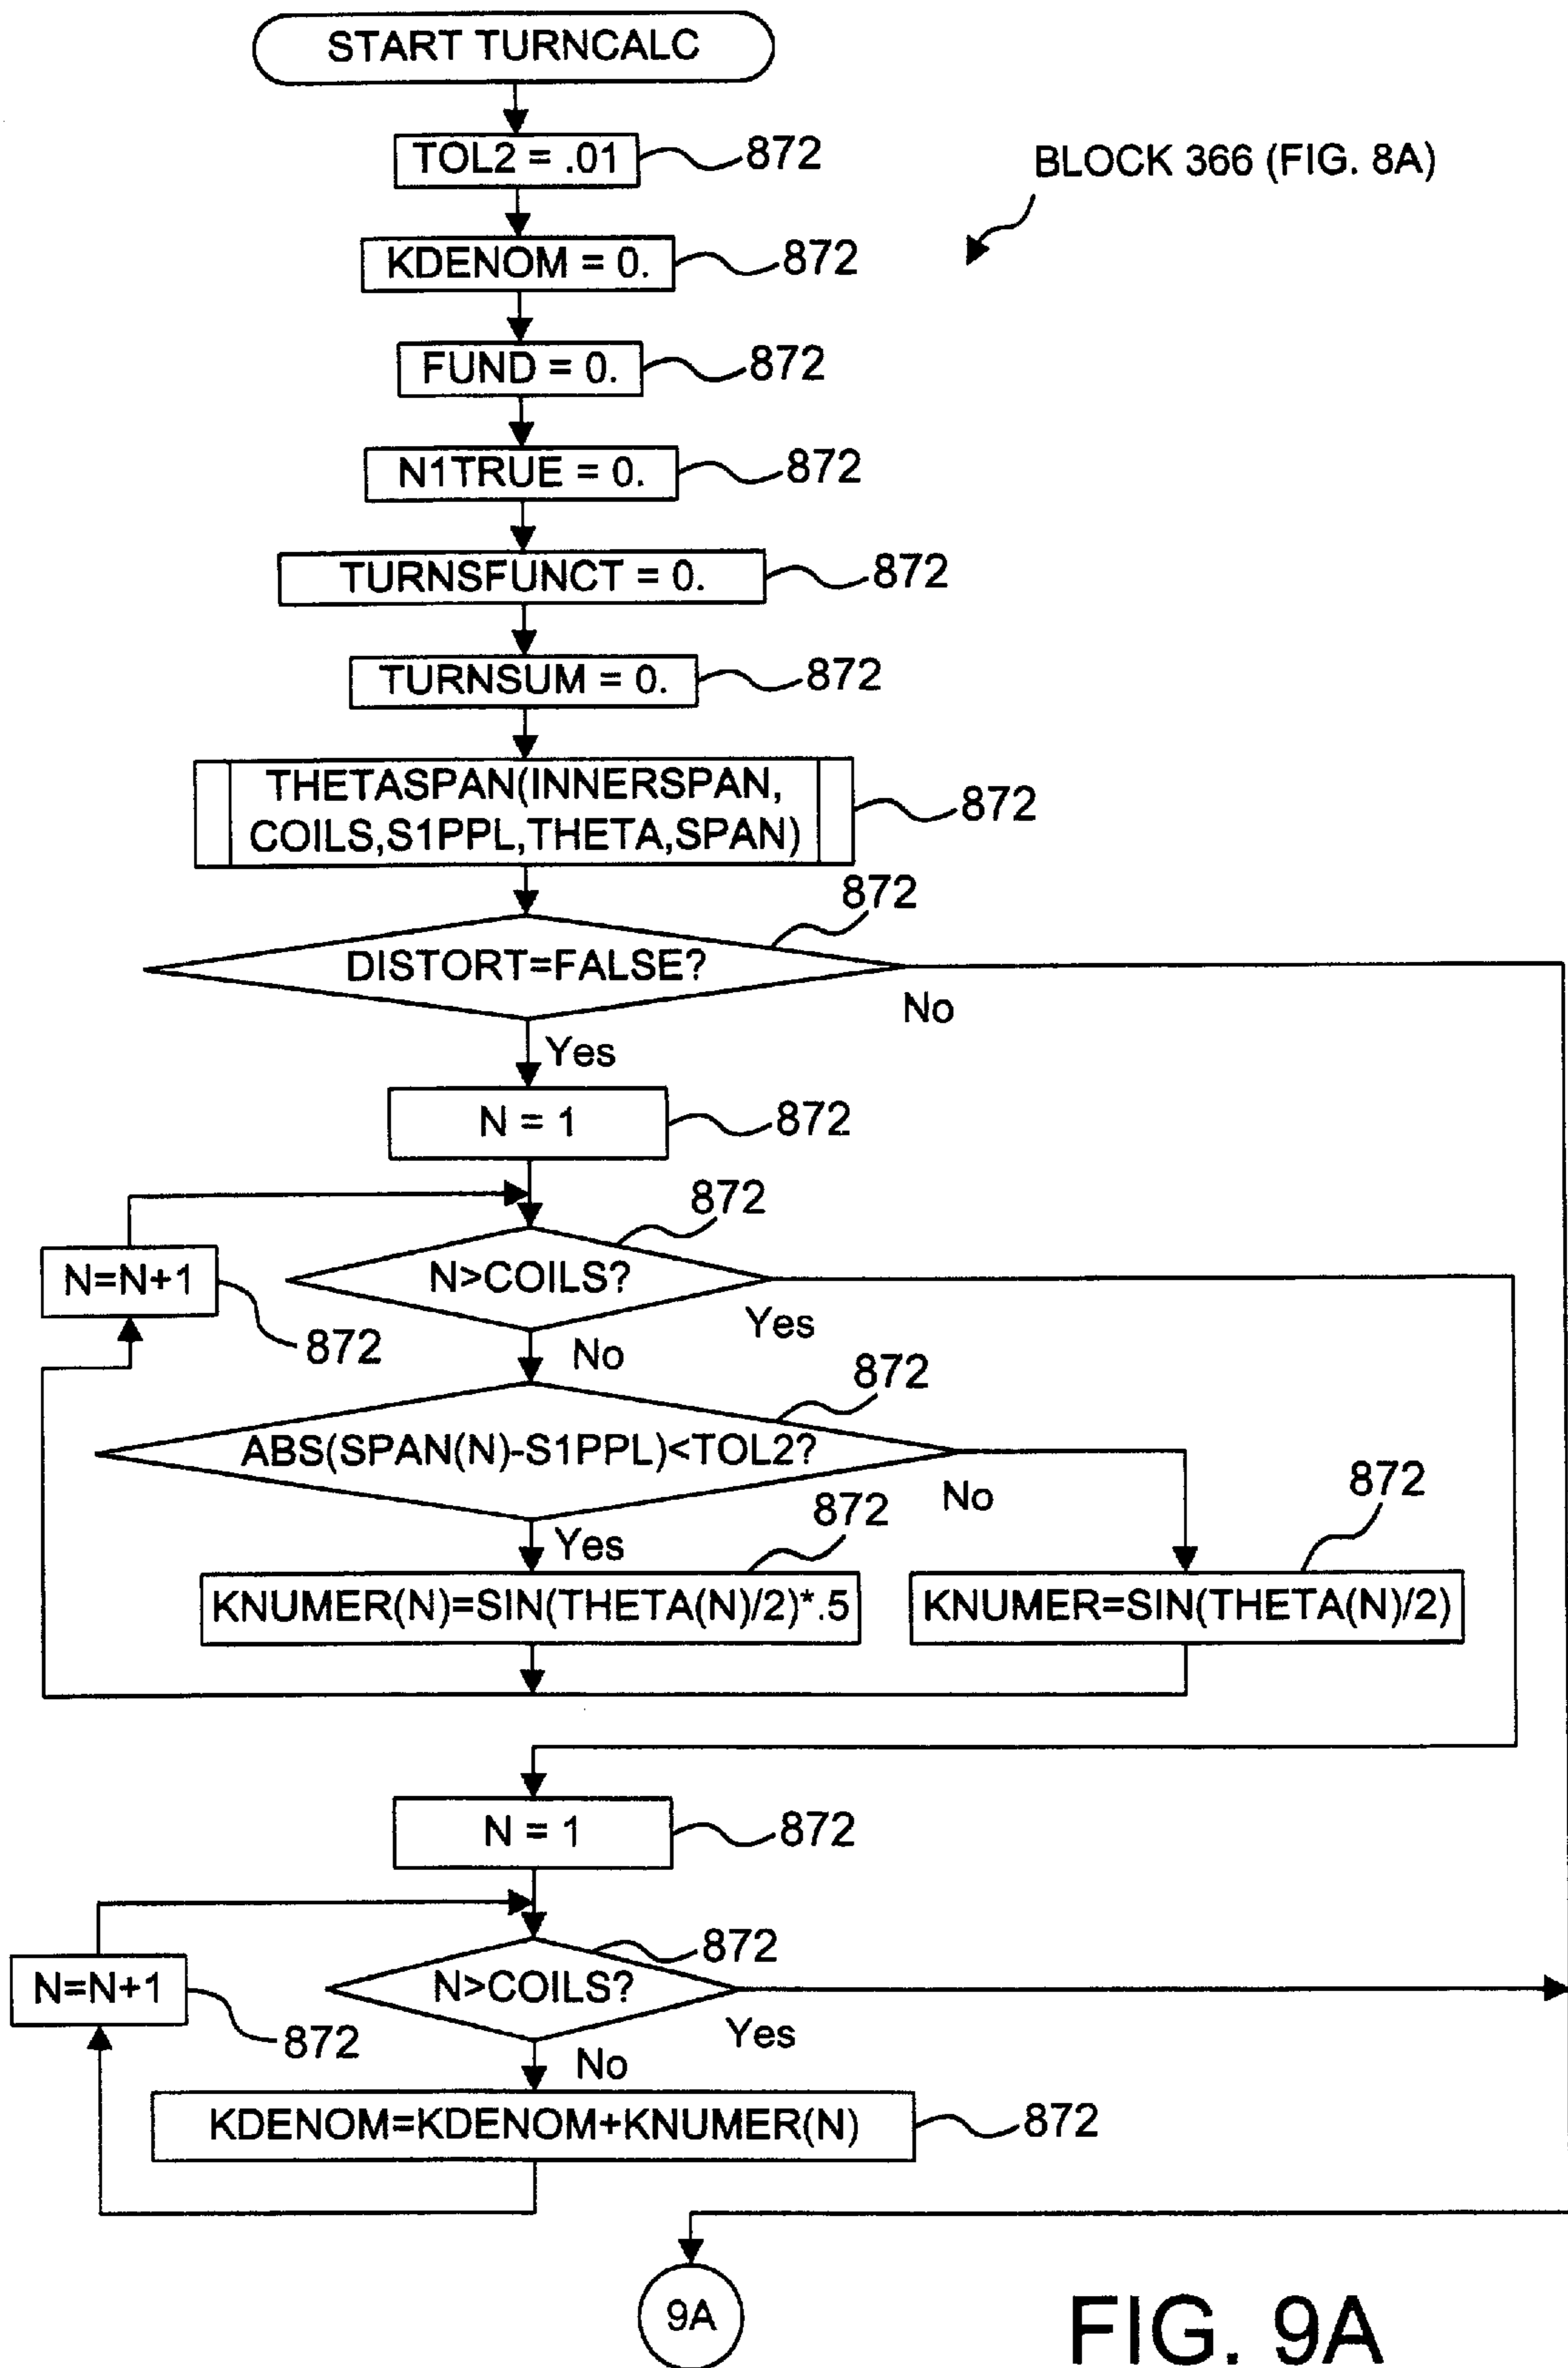 START TURNCALC
TOL2 = .01
872
BLOCK 366 (FIG. 8A)
KDENOM = 0.
872
FUND = 0.
872
N1TRUE = 0.
872
TURNSFUNCT = 0.
872
TURNSUM = 0.
872
THETASPAN(INNERSPAN,
COILS,S1PPL,THETA,SPAN)
872
872
DISTORT=FALSE?
No
Yes
N = 1
872
872
N>COILS?
N=N+1
872
Yes
No
872
ABS(SPAN(N)-S1PPL)<TOL2?
No
872
872
Yes
KNUMER(N)=SIN(THETA(N)/2)*.5
KNUMER=SIN(THETA(N)/2)
N = 1
872
872
N>COILS?
N=N+1
872
Yes
No
KDENOM=KDENOM+KNUMER(N)
872
9A
FIG. 9A